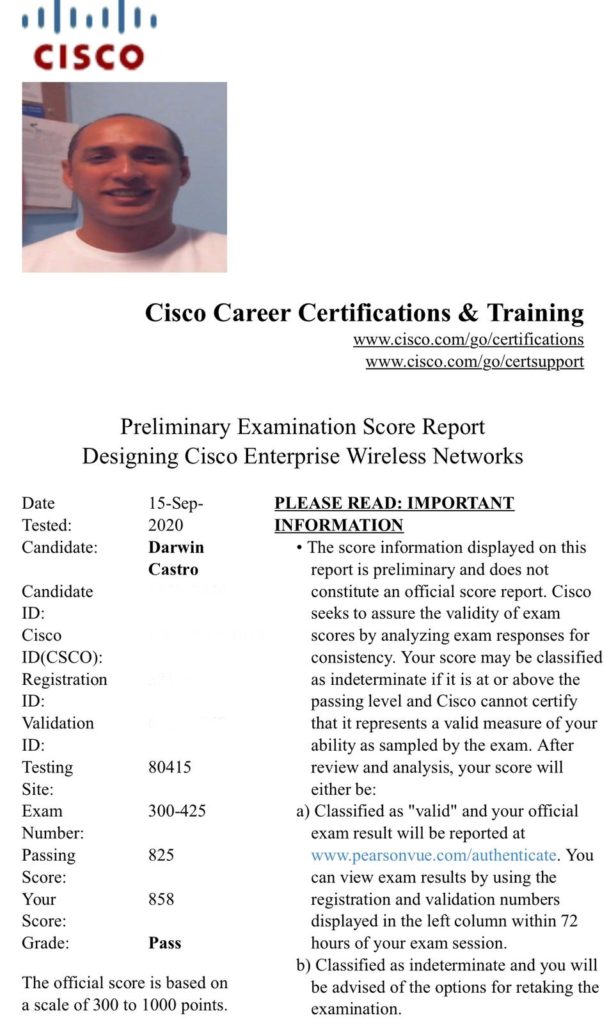 CISCO
Cisco Career Certifications & Training
www.cisco.com/go/certifications
www.cisco.com/go/certsupport
Preliminary Examination Score Report
Designing Cisco Enterprise Wireless Networks
Date Tested: 15-Sep-2020
Candidate: Darwin Castro
Candidate ID:
Cisco ID(CSCO):
Registration ID:
Validation ID:
Testing Site: 80415
Exam Number: 300-425
Passing Score: 825
Your Score: 858
Grade: Pass
The official score is based on
a scale of 300 to 1000 points.
PLEASE READ: IMPORTANT
INFORMATION
• The score information displayed on this
report is preliminary and does not
constitute an official score report. Cisco
seeks to assure the validity of exam
scores by analyzing exam responses for
consistency. Your score may be classified
as indeterminate if it is at or above the
passing level and Cisco cannot certify
that it represents a valid measure of your
ability as sampled by the exam. After
review and analysis, your score will
either be:
a) Classified as "valid" and your official
exam result will be reported at
www.pearsonvue.com/authenticate. You
can view exam results by using the
registration and validation numbers
displayed in the left column within 72
hours of your exam session.
b) Classified as indeterminate and you will
be advised of the options for retaking the
examination.